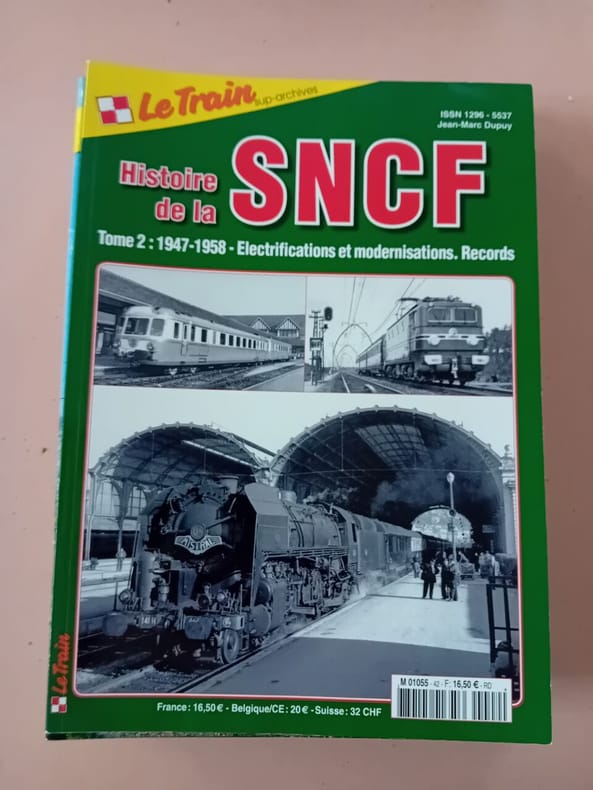 Le Train sup-archives
ISSN 1296 - 5537
Jean-Marc Dupuy
Histoire
de la
SNCF
Tome 2 : 1947-1958 - Electrifications et modernisations. Records
MISTRAL
141 R
Le Train
M 01055 - 42 - F: 16,50 € - RD
France : 16,50 € - Belgique/CE : 20 € - Suisse : 32 CHF